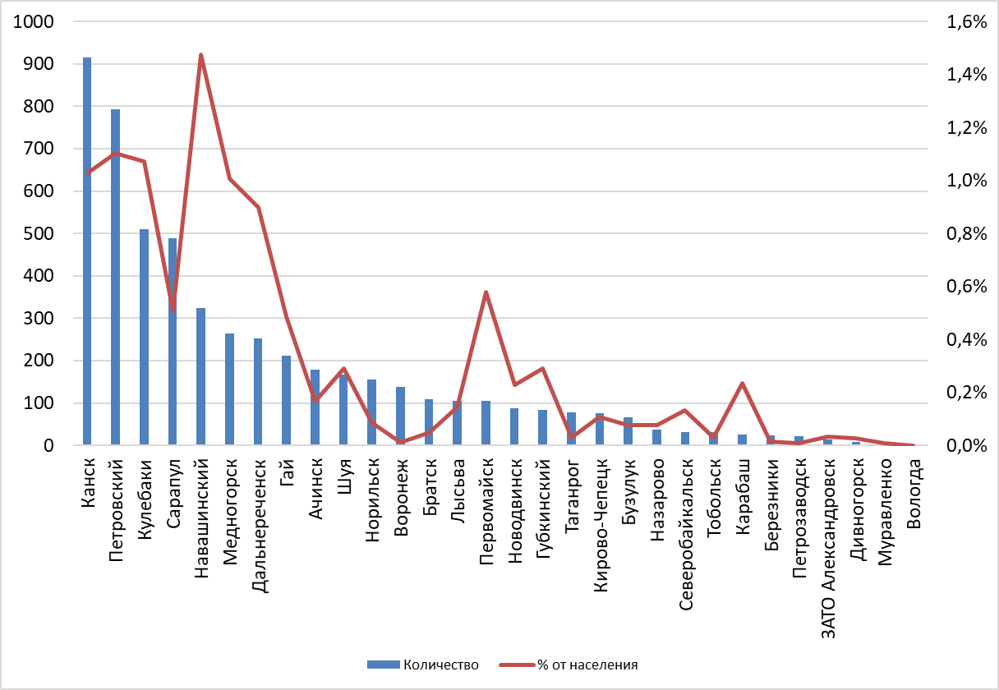 1000
900
800
700
600
500
400
300
200
100
0
1,6%
1,4%
1,2%
1,0%
0,8%
0,6%
0,4%
0,2%
0,0%
Канск
Петровский
Кулебаки
Сарапул
Навашинский
Медногорск
Дальнереченск
Гай
Ачинск
Шуя
Норильск
Воронеж
Братск
Лысьва
Первомайск
Новодвинск
Губкинский
Таганрог
Кирово-Чепецк
Бузулук
Назарово
Северобайкальск
Тобольск
Карабаш
Березники
Петрозаводск
ЗАТО Александровск
Дивногорск
Муравленко
Вологда
Количество
% от населения